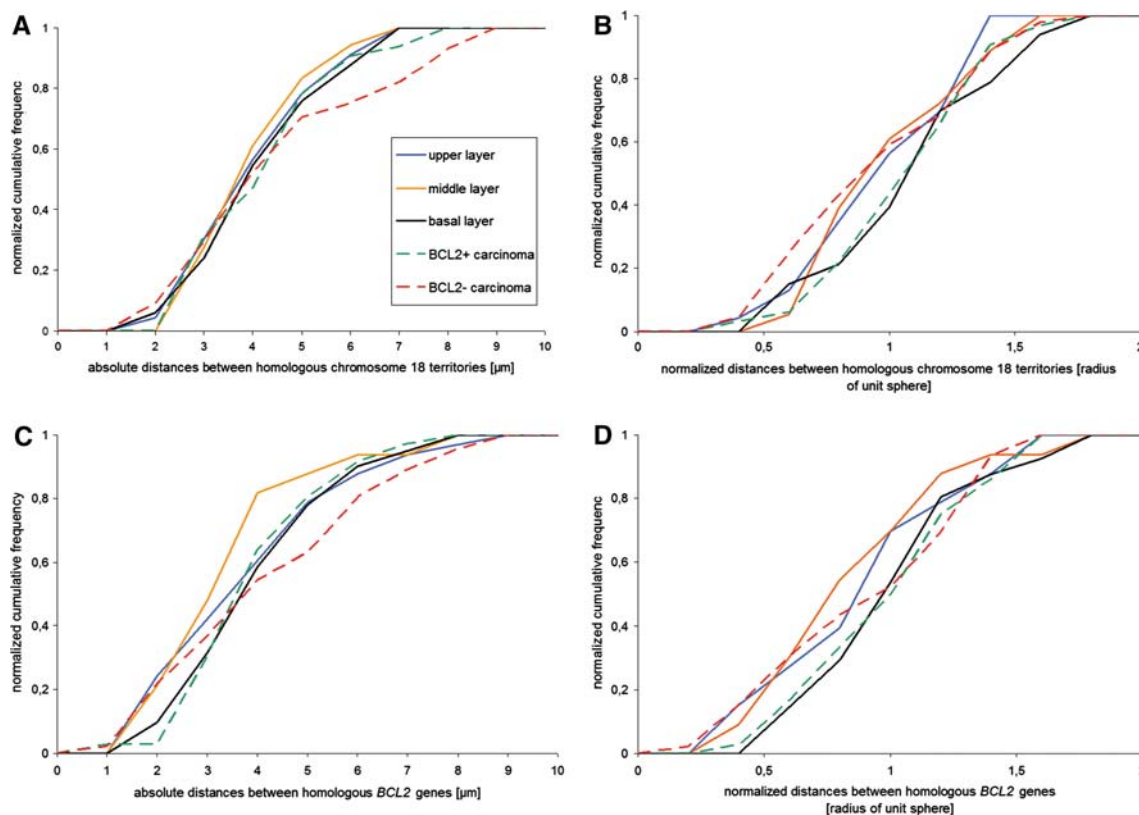 A
1
0,8
0,6
0,4
0,2
0
normalized cumulative frequenc
0 1 2 3 4 5 6 7 8 9 10
absolute distances between homologous chromosome 18 territories [µm]
upper layer
middle layer
basal layer
BCL2+ carcinoma
BCL2- carcinoma
B
1
0,8
0,6
0,4
0,2
0
normalized cumulative frequenc
0 0,5 1 1,5 2
normalized distances between homologous chromosome 18 territories [radius
of unit sphere]
C
1
0,8
0,6
0,4
0,2
0
normalized cumulative frequency
0 1 2 3 4 5 6 7 8 9 10
absolute distances between homologous BCL2 genes [µm]
D
1
0,8
0,6
0,4
0,2
0
normalized cumulative frequenc
0 0,5 1 1,5 2
normalized distances between homologous BCL2 genes
[radius of unit sphere]